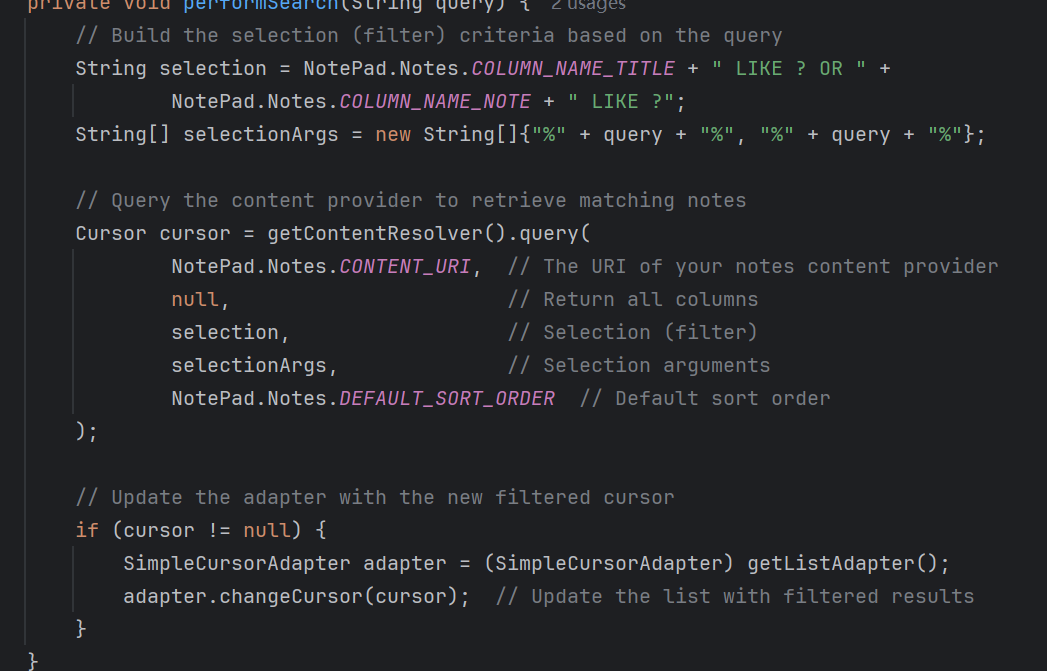 private void performSearch(String query) {  2 usages
    // Build the selection (filter) criteria based on the query
    String selection = NotePad.Notes.COLUMN_NAME_TITLE + " LIKE ? OR " +
            NotePad.Notes.COLUMN_NAME_NOTE + " LIKE ?";
    String[] selectionArgs = new String[]{"%" + query + "%", "%" + query + "%"};

    // Query the content provider to retrieve matching notes
    Cursor cursor = getContentResolver().query(
            NotePad.Notes.CONTENT_URI,  // The URI of your notes content provider
            null,                       // Return all columns
            selection,                  // Selection (filter)
            selectionArgs,              // Selection arguments
            NotePad.Notes.DEFAULT_SORT_ORDER  // Default sort order
    );

    // Update the adapter with the new filtered cursor
    if (cursor != null) {
        SimpleCursorAdapter adapter = (SimpleCursorAdapter) getListAdapter();
        adapter.changeCursor(cursor);  // Update the list with filtered results
    }
}